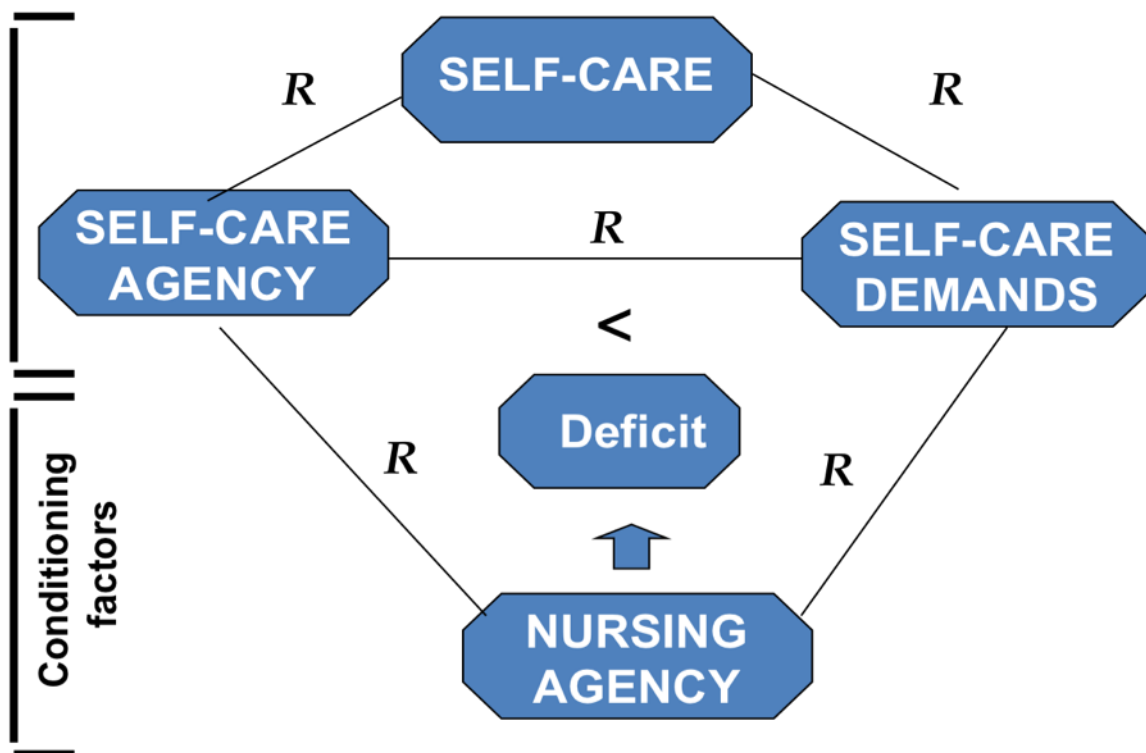 SELF-CARE
R
R
SELF-CARE
AGENCY
R
SELF-CARE
DEMANDS
<
Deficit
R
R
NURSING
AGENCY
Conditioning
factors